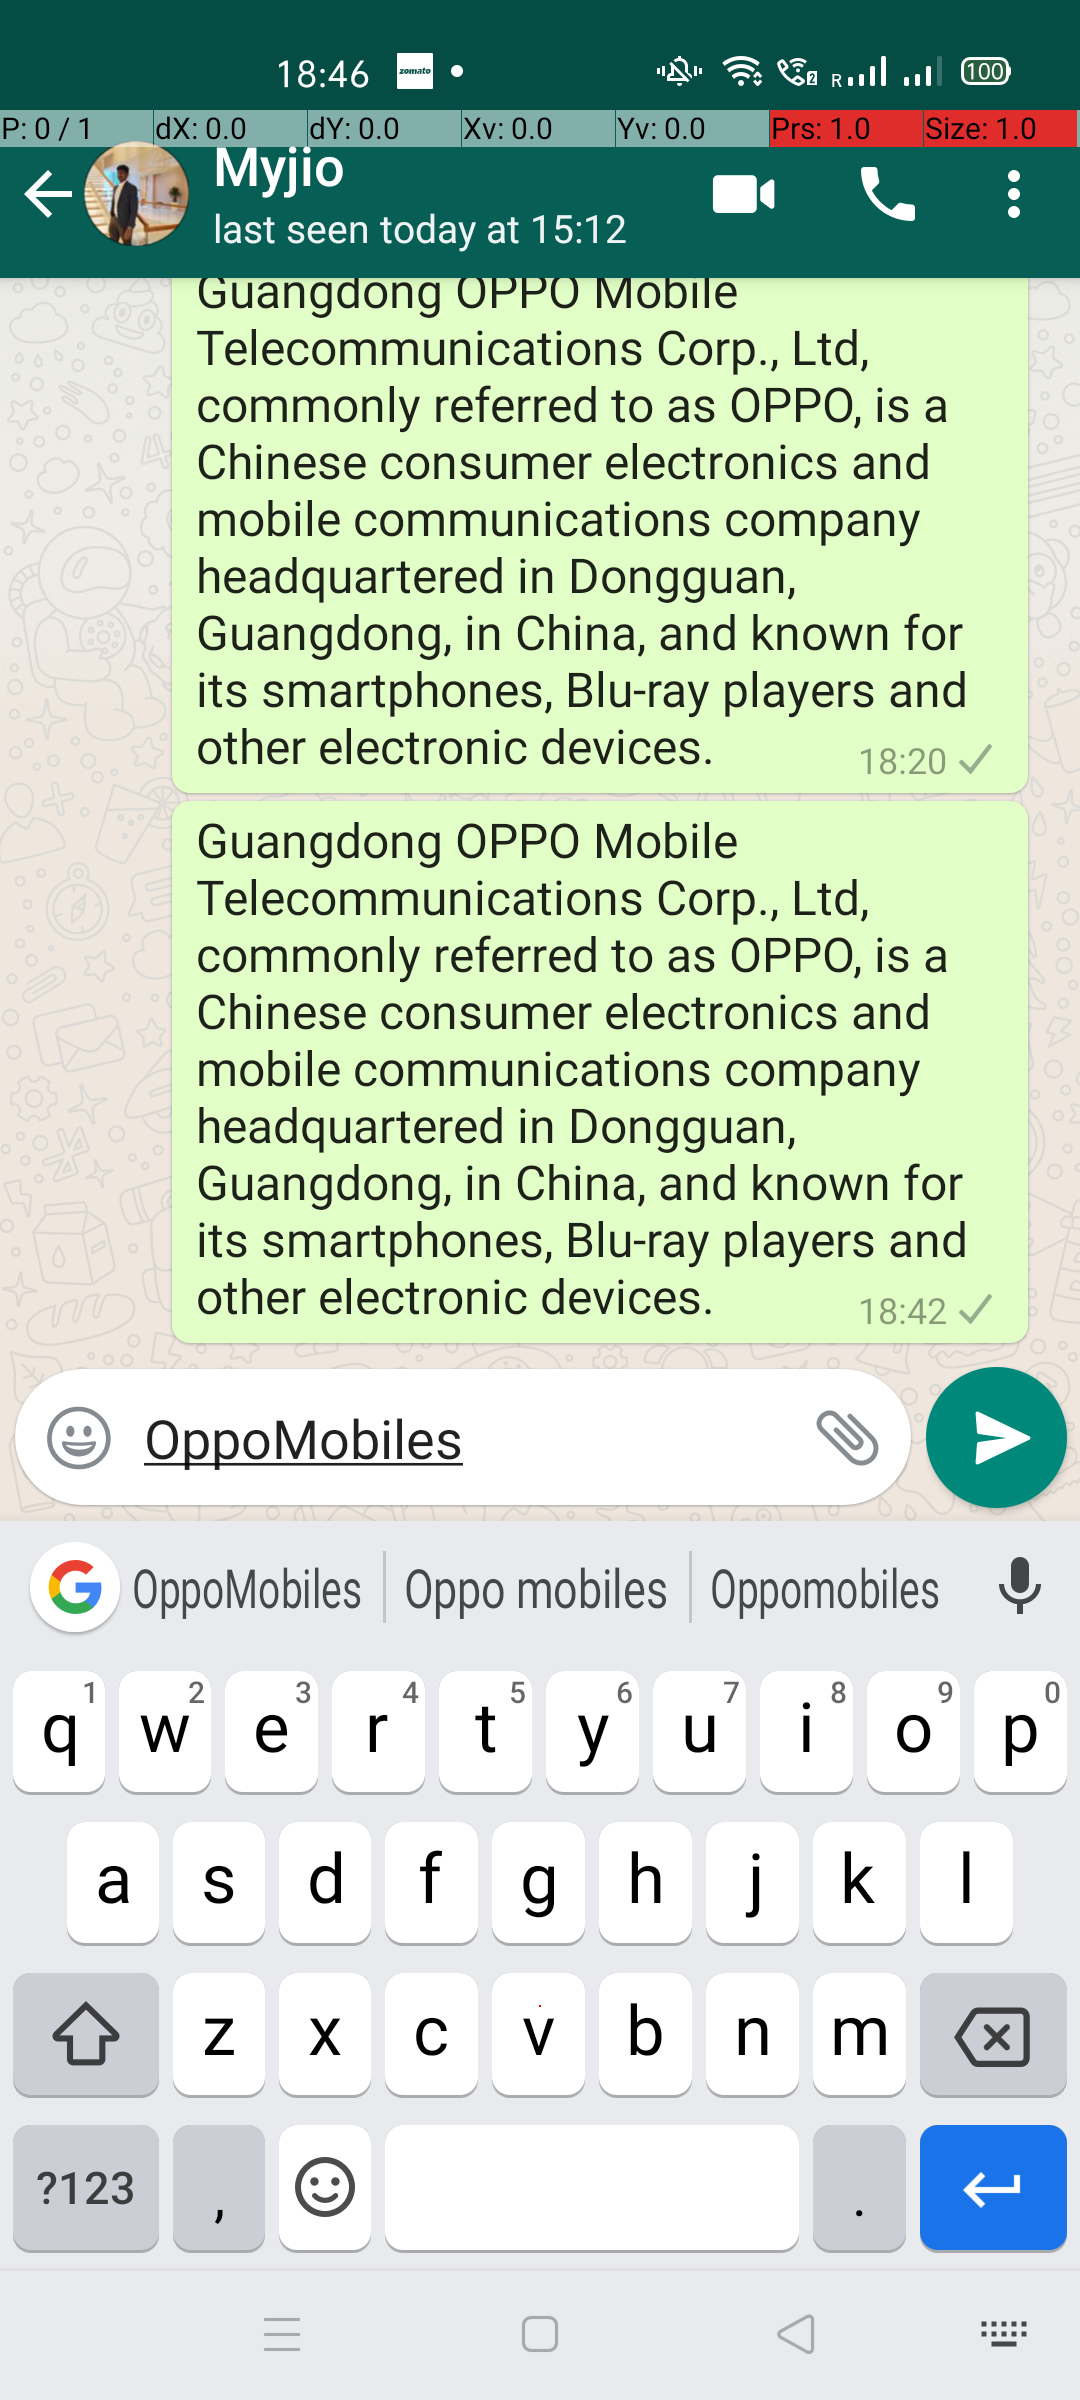 18:46 zomato R 2 100
P: 0 / 1 dX: 0.0 dY: 0.0 Xv: 0.0 Yv: 0.0 Prs: 1.0 Size: 1.0
Myjio
last seen today at 15:12
Guangdong OPPO Mobile
Telecommunications Corp., Ltd,
commonly referred to as OPPO, is a
Chinese consumer electronics and
mobile communications company
headquartered in Dongguan,
Guangdong, in China, and known for
its smartphones, Blu-ray players and
other electronic devices. 18:20
Guangdong OPPO Mobile
Telecommunications Corp., Ltd,
commonly referred to as OPPO, is a
Chinese consumer electronics and
mobile communications company
headquartered in Dongguan,
Guangdong, in China, and known for
its smartphones, Blu-ray players and
other electronic devices. 18:42
OppoMobiles
G OppoMobiles Oppo mobiles Oppomobiles
q 1 w 2 e 3 r 4 t 5 y 6 u 7 i 8 o 9 p 0
a s d f g h j k l
z x c v b n m
?123 , .